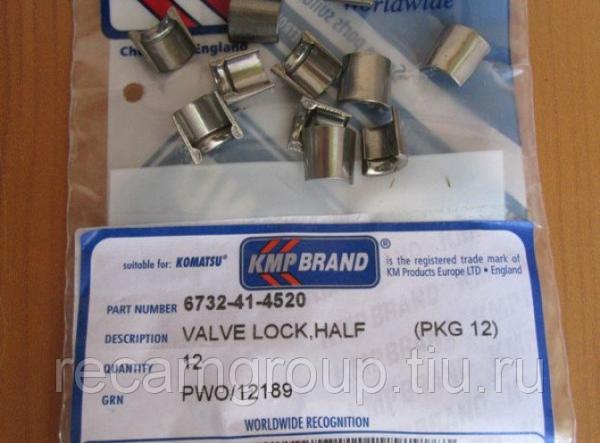 Worldwide
England
suitable for: KOMATSU® KMP BRAND ® is the registered trade mark of
KM Products Europe LTD • England
PART NUMBER 6732-41-4520
DESCRIPTION VALVE LOCK,HALF (PKG 12)
QUANTITY 12
GRN PWO/12189
WORLDWIDE RECOGNITION
recamgroup.tiu.ru